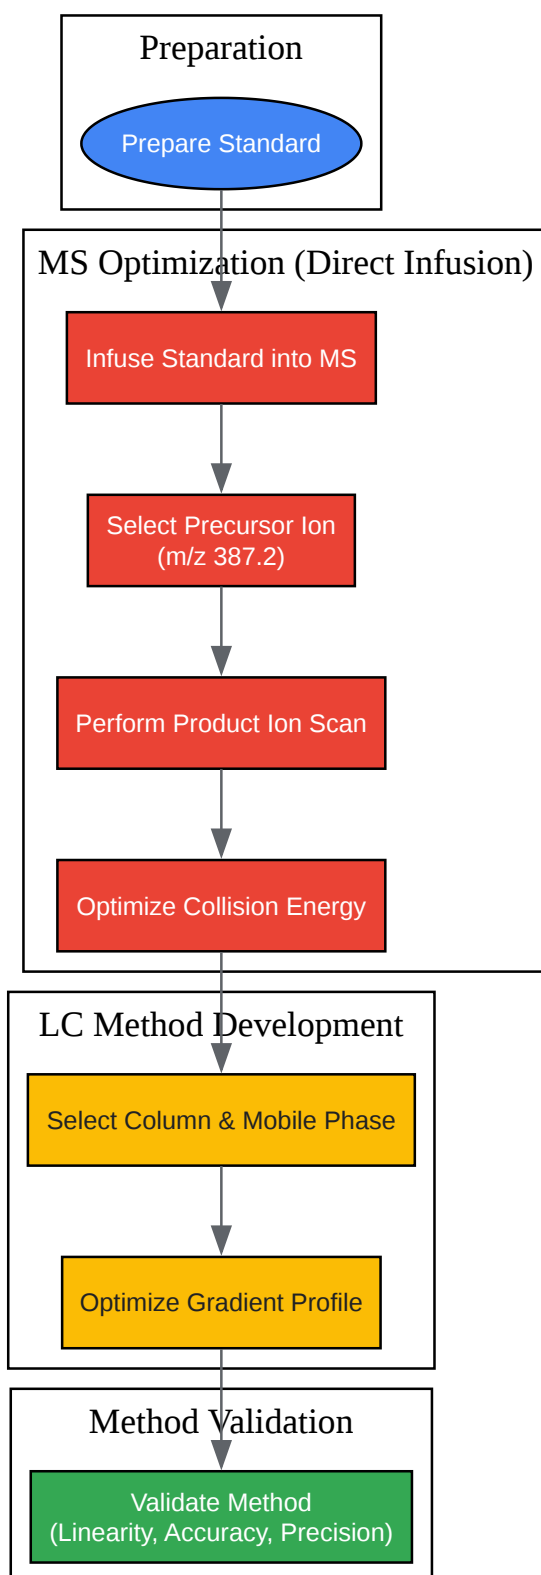 Preparation
Prepare Standard
MS Optimization (Direct Infusion)
Infuse Standard into MS
Select Precursor Ion
(m/z 387.2)
Perform Product Ion Scan
Optimize Collision Energy
LC Method Development
Select Column & Mobile Phase
Optimize Gradient Profile
Method Validation
Validate Method
(Linearity, Accuracy, Precision)